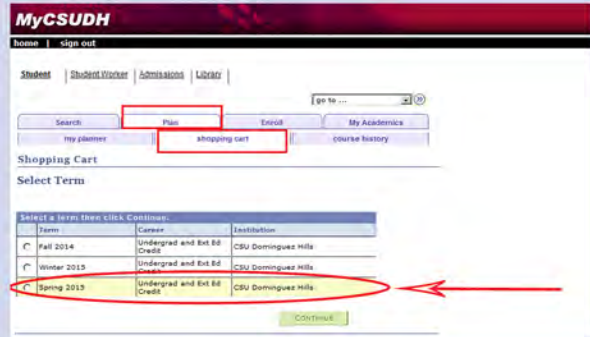 MyCSUDH
home | sign out
Student | Student Worker | Admissions | Library |
go to ...
Search Plan Enroll My Academics
my planner shopping cart course history
Shopping Cart
Select Term
Select a term then click Continue.
Term Career Institution
Fall 2014 Undergrad and Ext Ed Credit CSU Dominguez Hills
Winter 2015 Undergrad and Ext Ed Credit CSU Dominguez Hills
Spring 2015 Undergrad and Ext Ed Credit CSU Dominguez Hills
CONTINUE